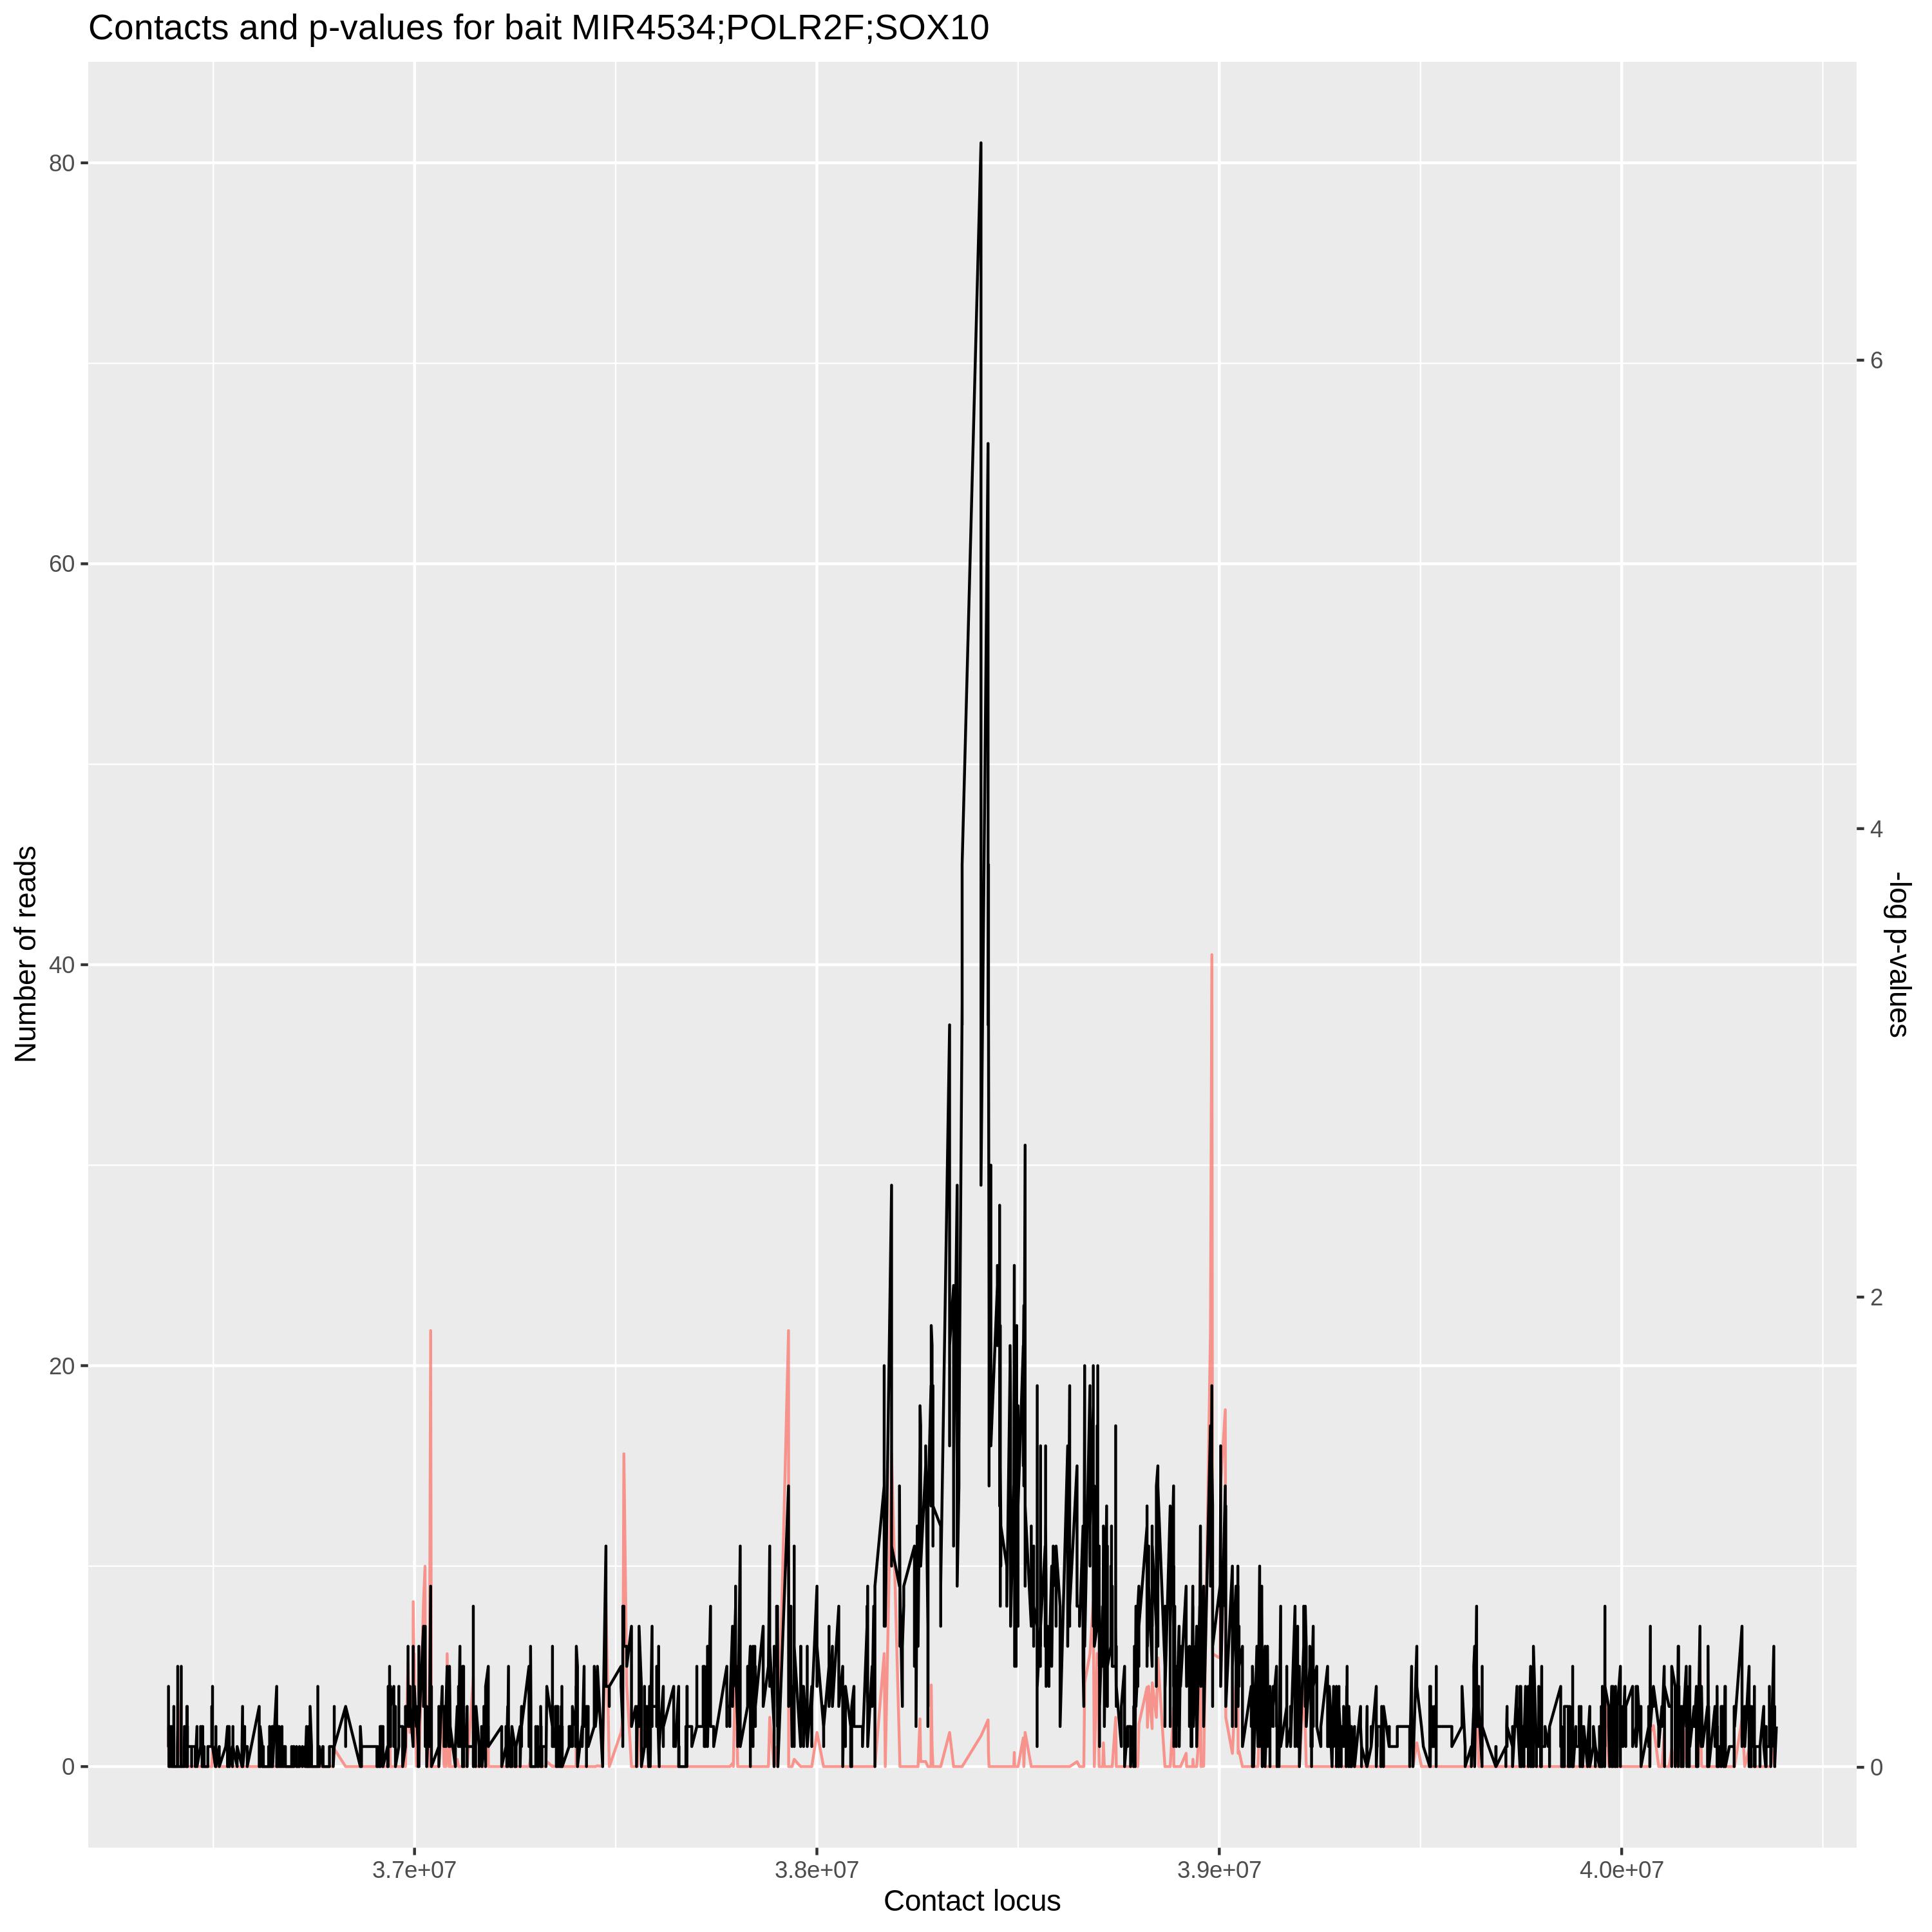 Contacts and p-values for bait MIR4534;POLR2F;SOX10
80
60
40
20
0
6
4
2
0
Number of reads
-log p-values
3.7e+07
3.8e+07
3.9e+07
4.0e+07
Contact locus